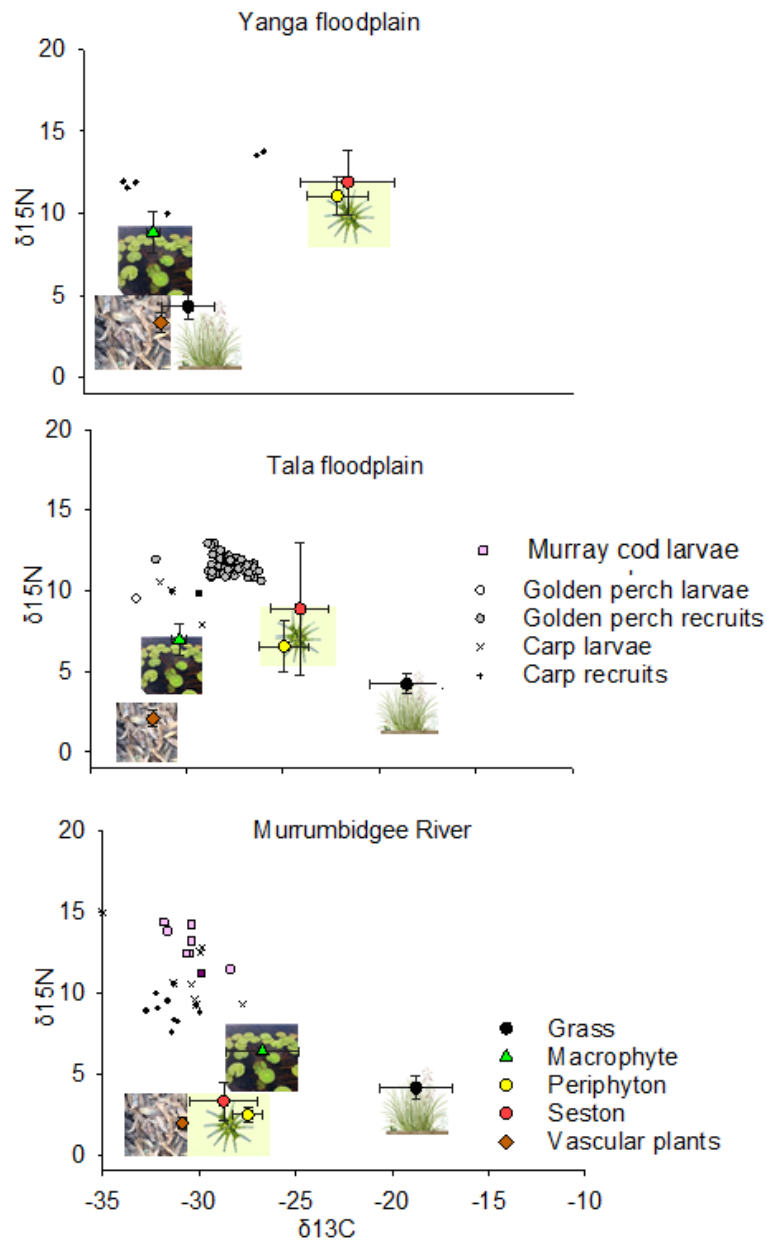 Yanga floodplain
20
15
10
5
0
δ15N
Tala floodplain
20
15
10
5
0
δ15N
Murray cod larvae
Golden perch larvae
Golden perch recruits
Carp larvae
Carp recruits
Murrumbidgee River
20
15
10
5
0
δ15N
Grass
Macrophyte
Periphyton
Seston
Vascular plants
-35 -30 -25 -20 -15 -10
δ13C